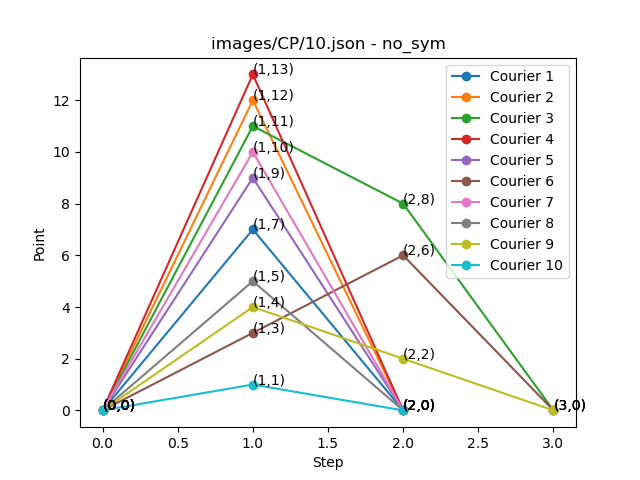 images/CP/10.json - no_sym
(1,13)
(1,12)
(1,11)
(1,10)
(1,9)
(2,8)
(1,7)
(2,6)
(1,5)
(1,4)
(1,3)
(2,2)
(1,1)
(0,0)
(2,0)
(3,0)
Courier 1
Courier 2
Courier 3
Courier 4
Courier 5
Courier 6
Courier 7
Courier 8
Courier 9
Courier 10
Point
12
10
8
6
4
2
0
0.0
0.5
1.0
1.5
2.0
2.5
3.0
Step